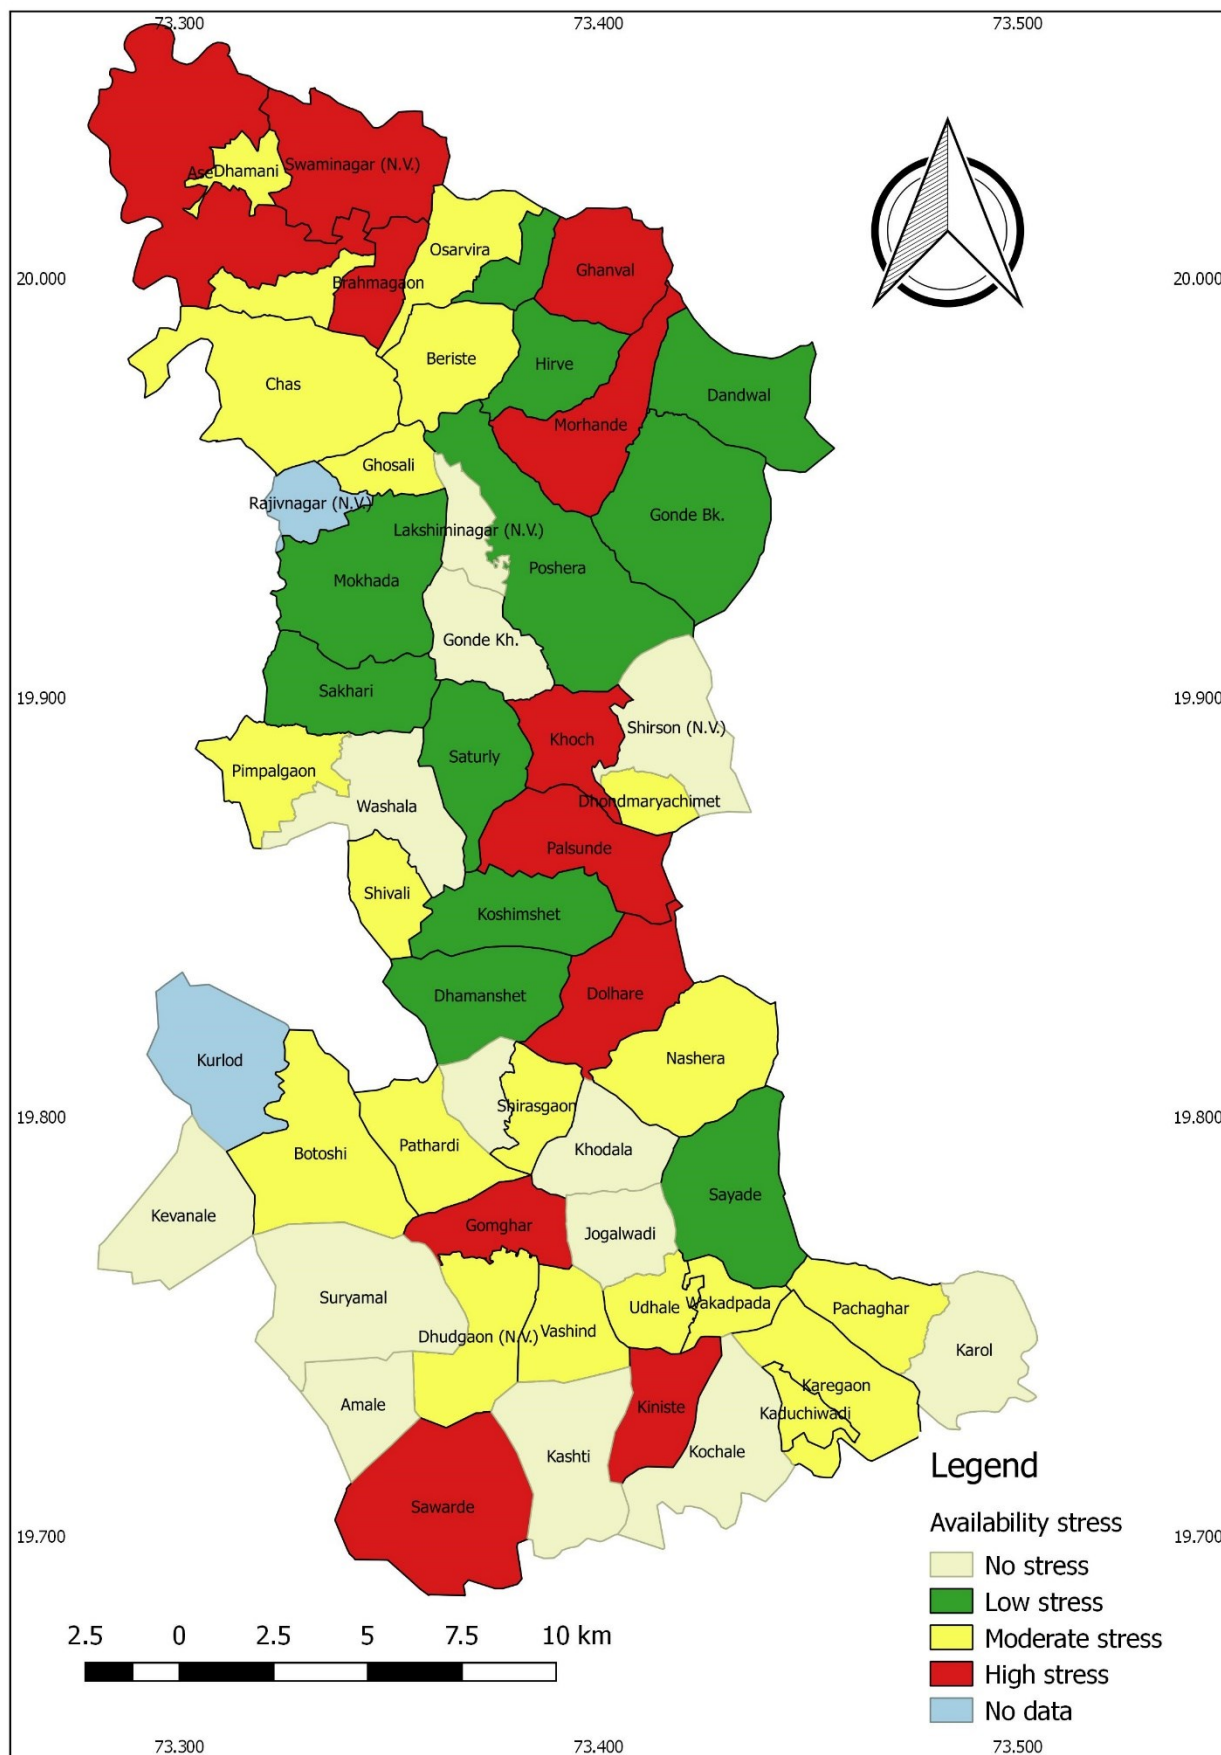 73.300 73.400 73.500
Swaminagar (N.V.)
Ase Dhamani
Osarvira
Ghanval
20.000 20.000
Brahmagaon
Beriste
Hirve
Chas
Dandwal
Morhande
Ghosali
Rajivnagar (N.V.)
Gonde Bk.
Lakshiminagar (N.V.)
Poshera
Mokhada
Gonde Kh.
Sakhari
19.900 19.900
Shirson (N.V.)
Khoch
Saturly
Pimpalgaon
Dhondmaryachimet
Washala
Palsunde
Shivali
Koshimshet
Dhamanshet
Dolhare
Kurlod
Nashera
Shirasgaon
19.800 19.800
Pathardi
Khodala
Botoshi
Sayade
Kevanale
Gomghar
Jogalwadi
Suryamal
Udhale
Wakadpada
Pachaghar
Dhudgaon (N.V.)
Vashind
Karol
Karegaon
Amale
Kiniste
Kaduchiwadi
Kochale
Kashti
Sawarde
19.700 19.700
Legend
Availability stress
No stress
Low stress
Moderate stress
High stress
No data
2.5 0 2.5 5 7.5 10 km
73.300 73.400 73.500